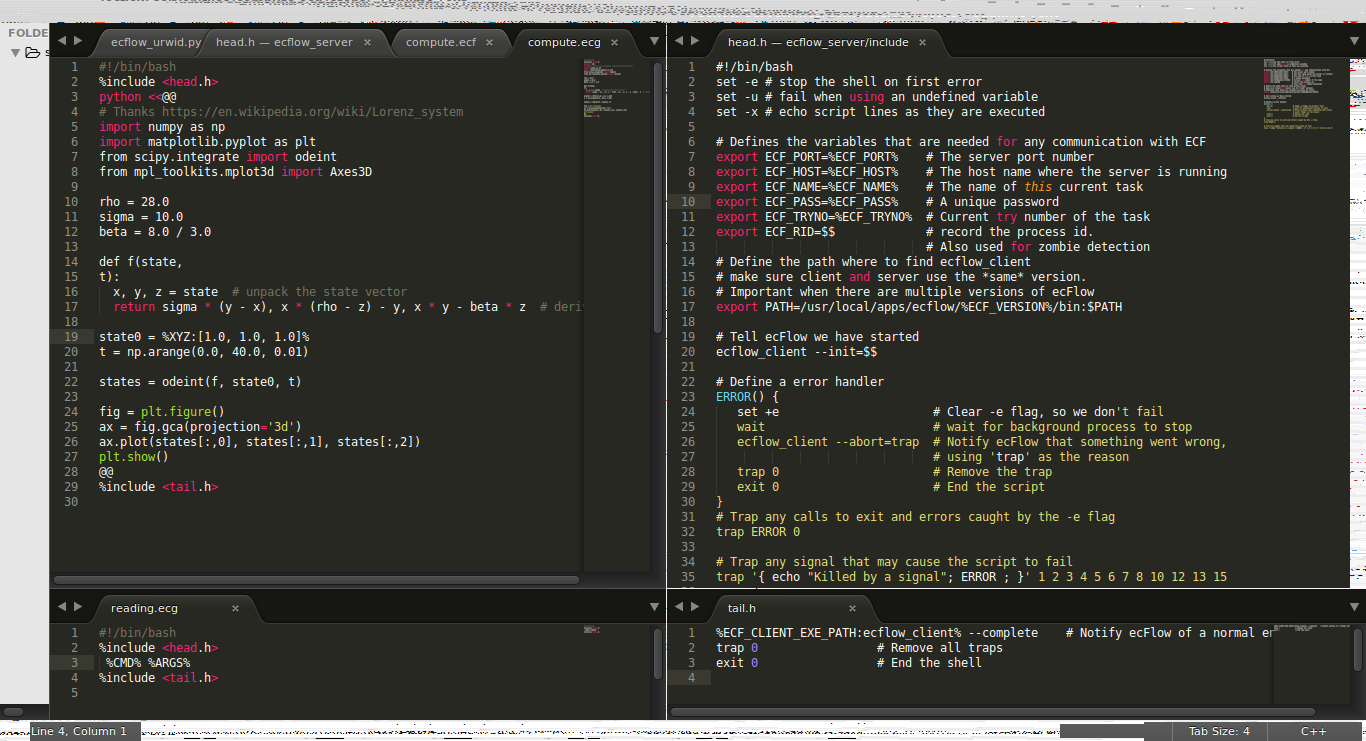 FOLDE
ecflow_urwid.py
head.h — ecflow_server ×
compute.ecf ×
compute.ecg ×
1 #!/bin/bash
2 %include <head.h>
3 python <<@@
4 # Thanks https://en.wikipedia.org/wiki/Lorenz_system
5 import numpy as np
6 import matplotlib.pyplot as plt
7 from scipy.integrate import odeint
8 from mpl_toolkits.mplot3d import Axes3D
9
10 rho = 28.0
11 sigma = 10.0
12 beta = 8.0 / 3.0
13
14 def f(state,
15 t):
16   x, y, z = state  # unpack the state vector
17   return sigma * (y - x), x * (rho - z) - y, x * y - beta * z  # deri
18
19 state0 = %XYZ:[1.0, 1.0, 1.0]%
20 t = np.arange(0.0, 40.0, 0.01)
21
22 states = odeint(f, state0, t)
23
24 fig = plt.figure()
25 ax = fig.gca(projection='3d')
26 ax.plot(states[:,0], states[:,1], states[:,2])
27 plt.show()
28 @@
29 %include <tail.h>
30
head.h — ecflow_server/include ×
1 #!/bin/bash
2 set -e # stop the shell on first error
3 set -u # fail when using an undefined variable
4 set -x # echo script lines as they are executed
5
6 # Defines the variables that are needed for any communication with ECF
7 export ECF_PORT=%ECF_PORT%    # The server port number
8 export ECF_HOST=%ECF_HOST%    # The host name where the server is running
9 export ECF_NAME=%ECF_NAME%    # The name of this current task
10 export ECF_PASS=%ECF_PASS%    # A unique password
11 export ECF_TRYNO=%ECF_TRYNO%  # Current try number of the task
12 export ECF_RID=$$             # record the process id.
13                               # Also used for zombie detection
14 # Define the path where to find ecflow_client
15 # make sure client and server use the *same* version.
16 # Important when there are multiple versions of ecFlow
17 export PATH=/usr/local/apps/ecflow/%ECF_VERSION%/bin:$PATH
18
19 # Tell ecFlow we have started
20 ecflow_client --init=$$
21
22 # Define a error handler
23 ERROR() {
24    set +e                      # Clear -e flag, so we don't fail
25    wait                        # wait for background process to stop
26    ecflow_client --abort=trap  # Notify ecFlow that something went wrong,
27                                # using 'trap' as the reason
28    trap 0                      # Remove the trap
29    exit 0                      # End the script
30 }
31 # Trap any calls to exit and errors caught by the -e flag
32 trap ERROR 0
33
34 # Trap any signal that may cause the script to fail
35 trap '{ echo "Killed by a signal"; ERROR ; }' 1 2 3 4 5 6 7 8 10 12 13 15
reading.ecg ×
1 #!/bin/bash
2 %include <head.h>
3  %CMD% %ARGS%
4 %include <tail.h>
5
tail.h ×
1 %ECF_CLIENT_EXE_PATH:ecflow_client% --complete    # Notify ecFlow of a normal er
2 trap 0                 # Remove all traps
3 exit 0                 # End the shell
4
Line 4, Column 1
Tab Size: 4
C++